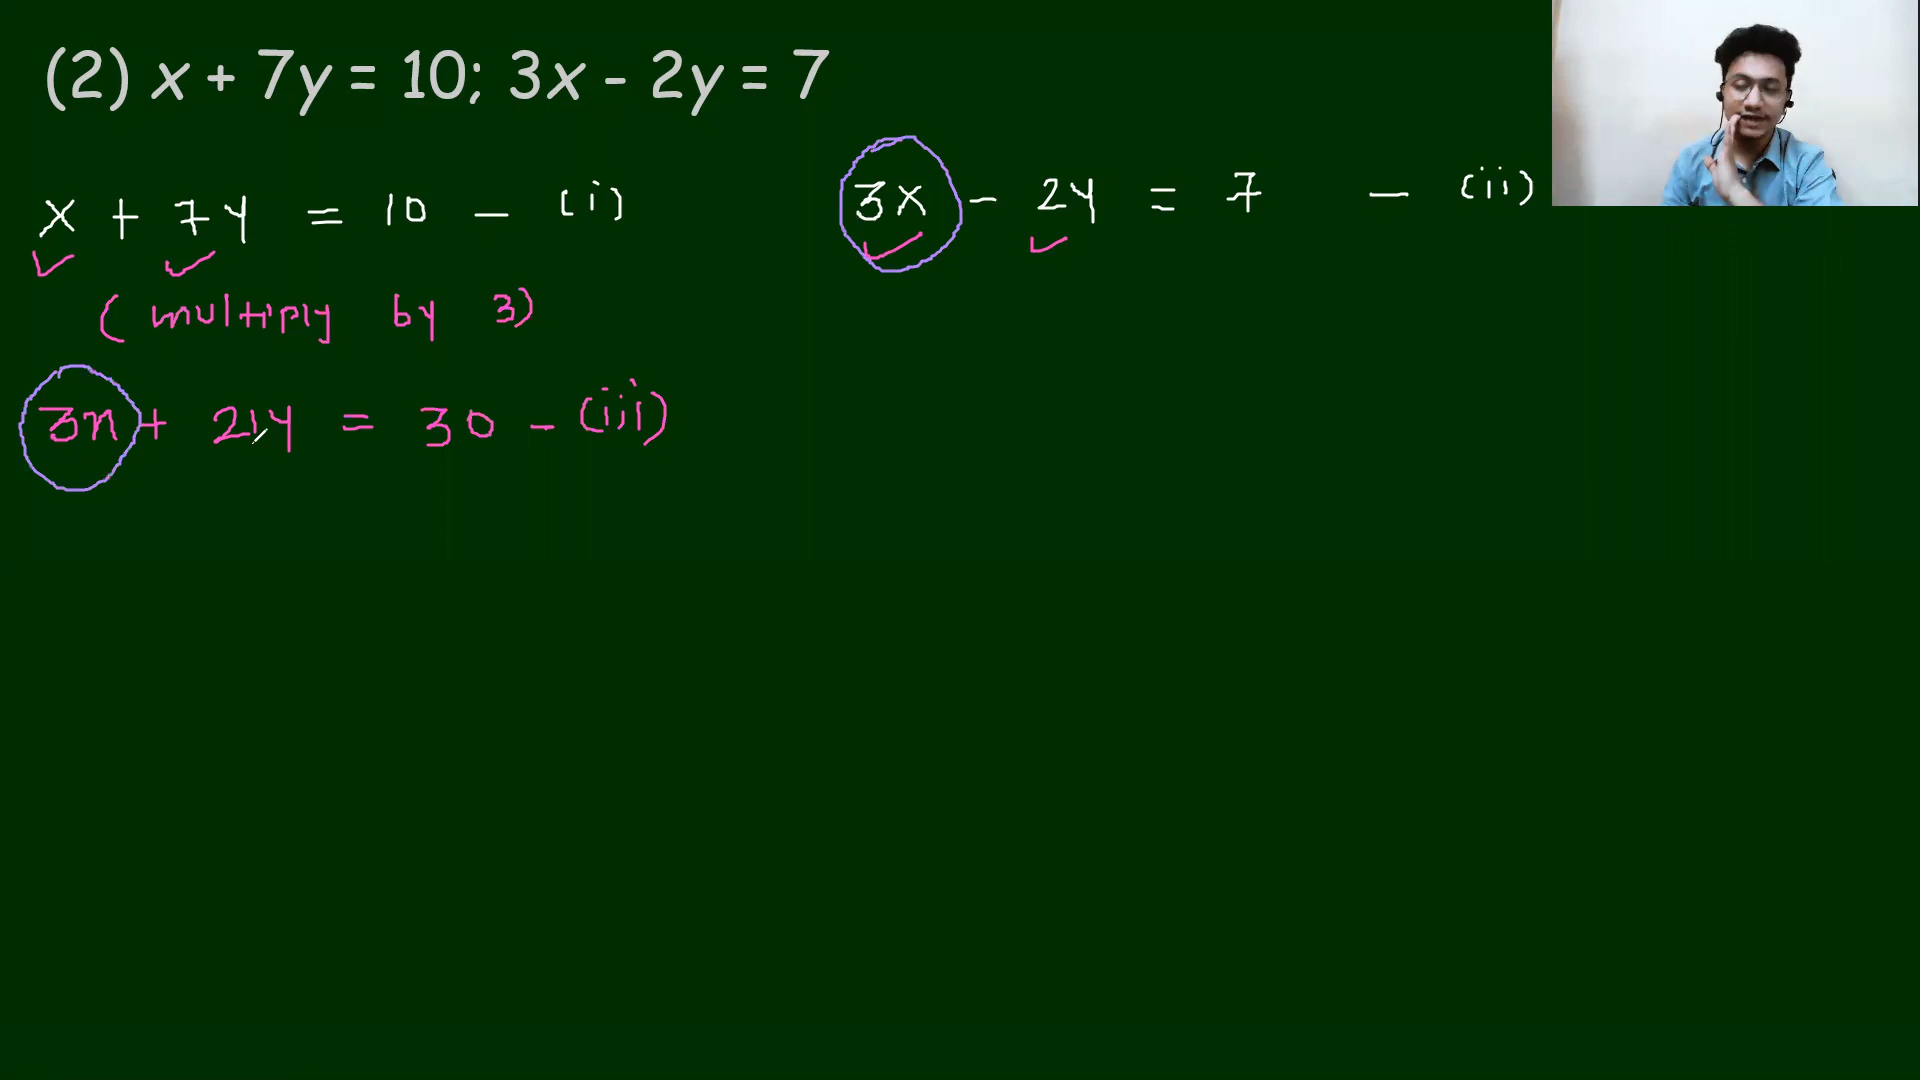 (2) x + 7y = 10; 3x - 2y = 7
x + 7y = 10 - (i)
3x - 2y = 7 - (ii)
(multiply by 3)
3x + 21y = 30 - (iii)